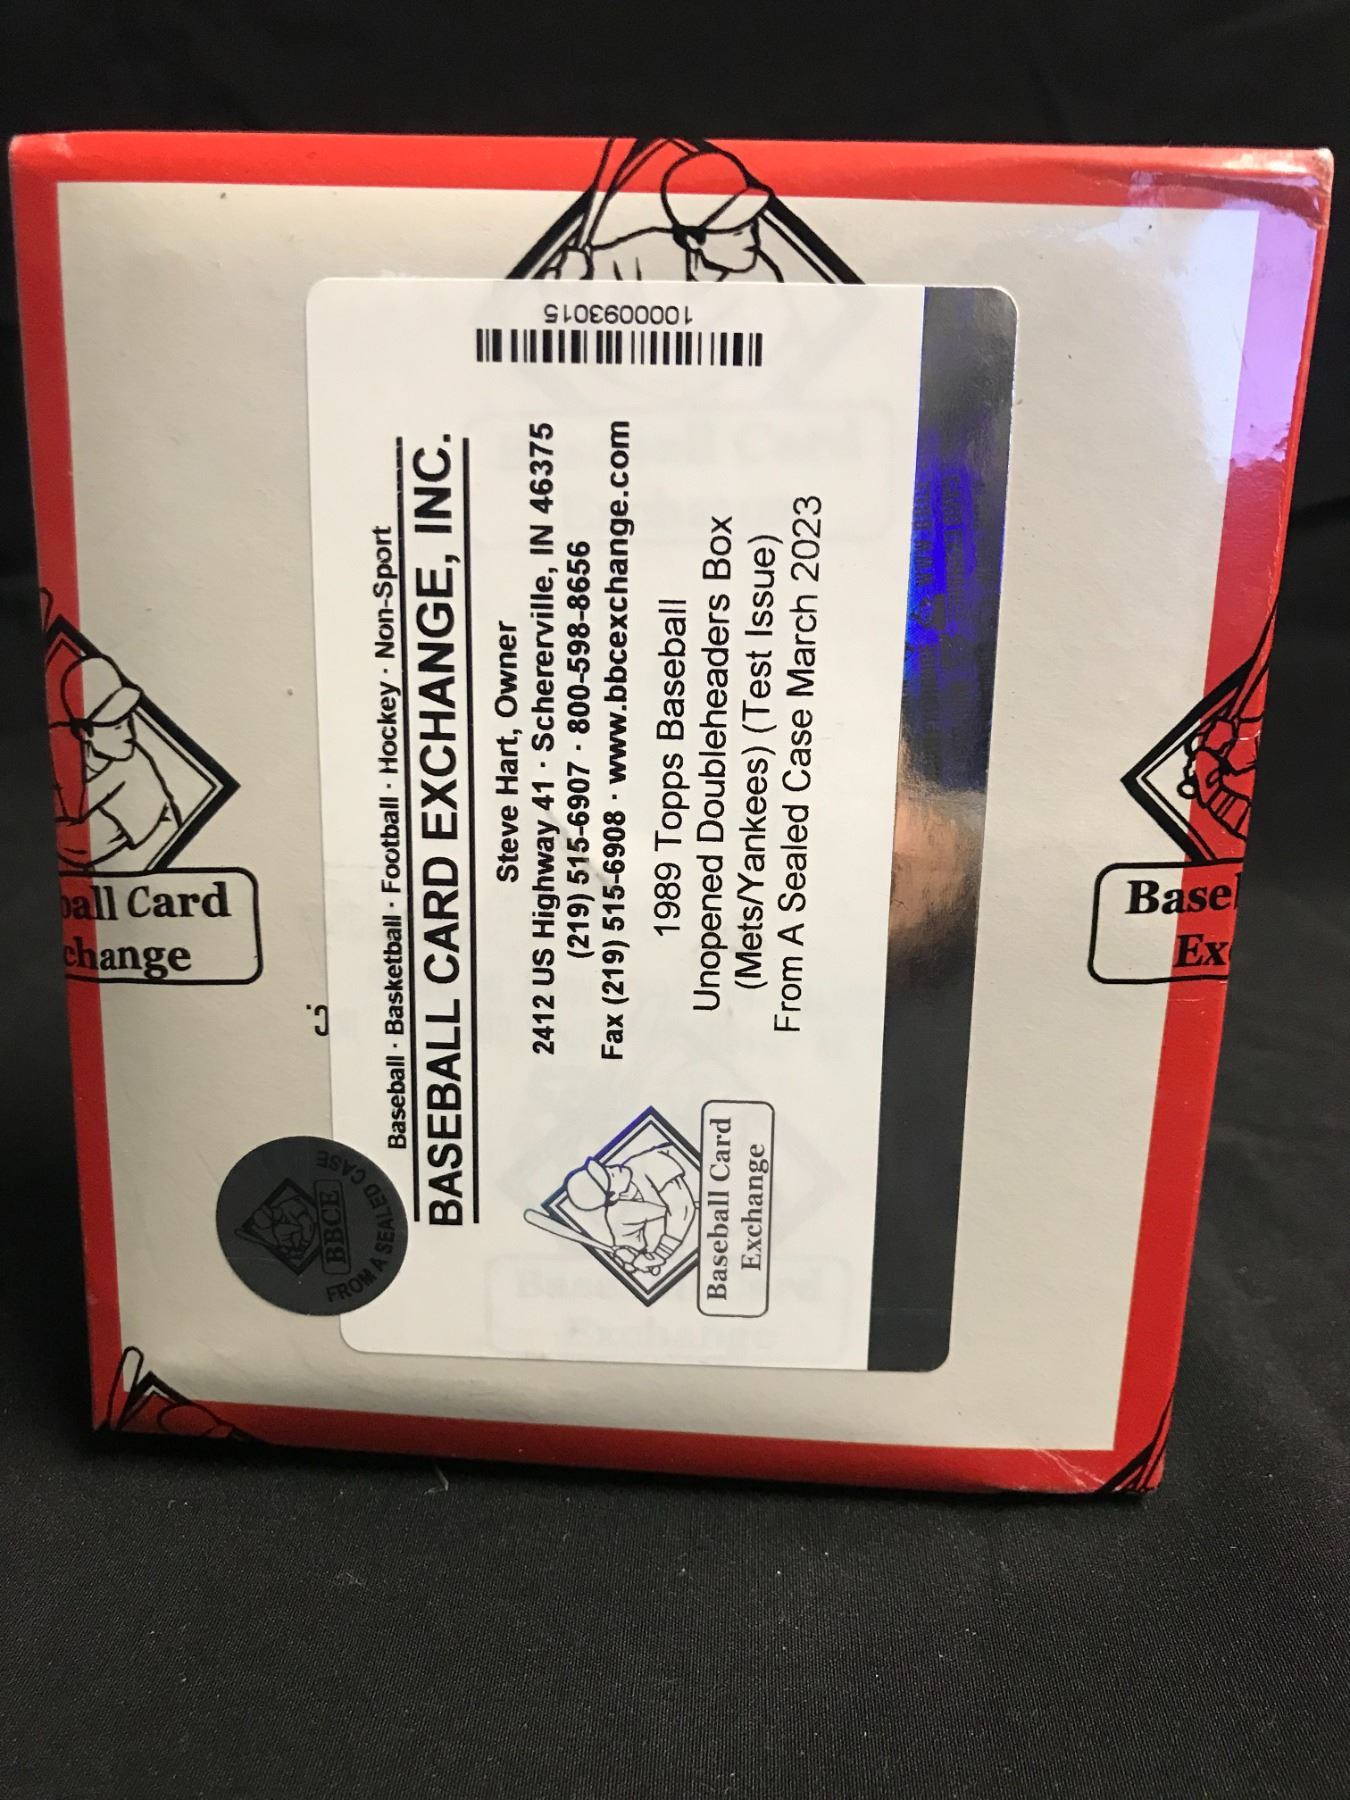 1000093015
Baseball · Basketball · Football · Hockey · Non-Sport
BASEBALL CARD EXCHANGE, INC.
Steve Hart, Owner
2412 US Highway 41 · Schererville, IN 46375
(219) 515-6907 · 800-598-8656
Fax (219) 515-6908 · www.bbcexchange.com
1989 Topps Baseball
Unopened Doubleheaders Box
(Mets/Yankees) (Test Issue)
From A Sealed Case March 2023
Baseball Card
Exchange
BBCE
FROM A SEALED CASE
ball Card
change
Base
Ex